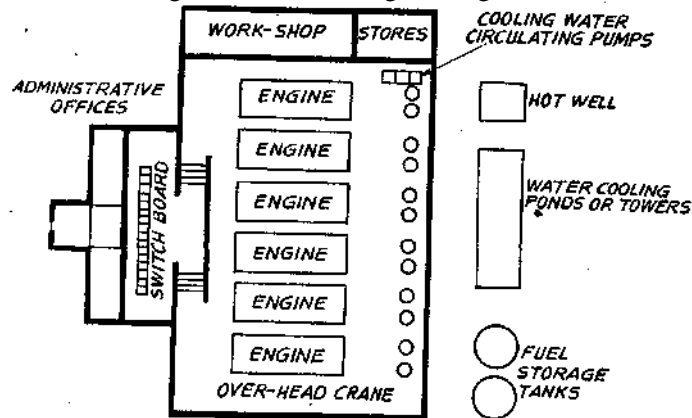 WORK-SHOP
STORES
COOLING WATER
CIRCULATING PUMPS
ADMINISTRATIVE
OFFICES
ENGINE
HOT WELL
ENGINE
SWITCH BOARD
ENGINE
WATER COOLING
PONDS OR TOWERS
ENGINE
ENGINE
ENGINE
FUEL
STORAGE
TANKS
OVER-HEAD CRANE